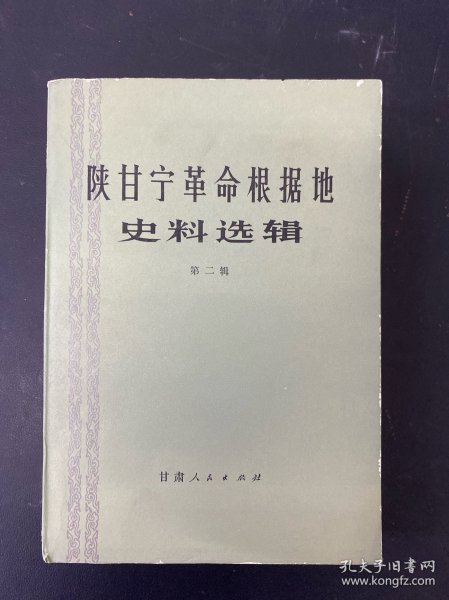 陕甘宁革命根据地
史料选辑
第二辑
甘肃人民出版社
孔夫子旧书网
www.kongfz.com